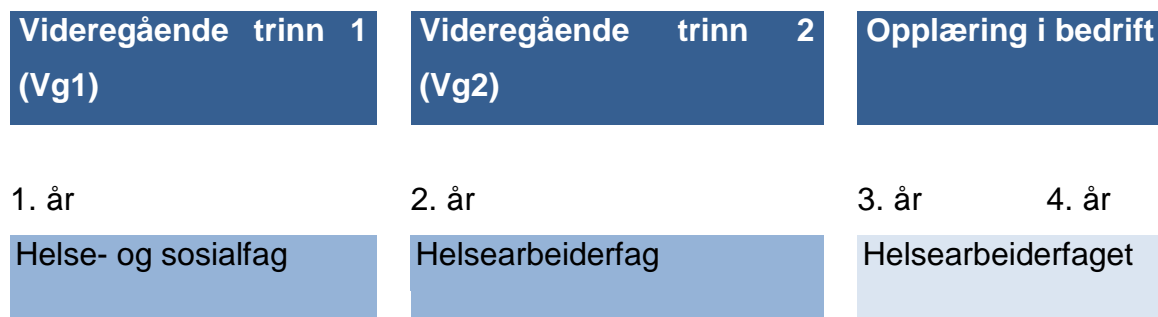 Videregående trinn 1
(Vg1)
Videregående trinn 2
(Vg2)
Opplæring i bedrift
1. år
2. år
3. år
4. år
Helse- og sosialfag
Helsearbeiderfag
Helsearbeiderfaget